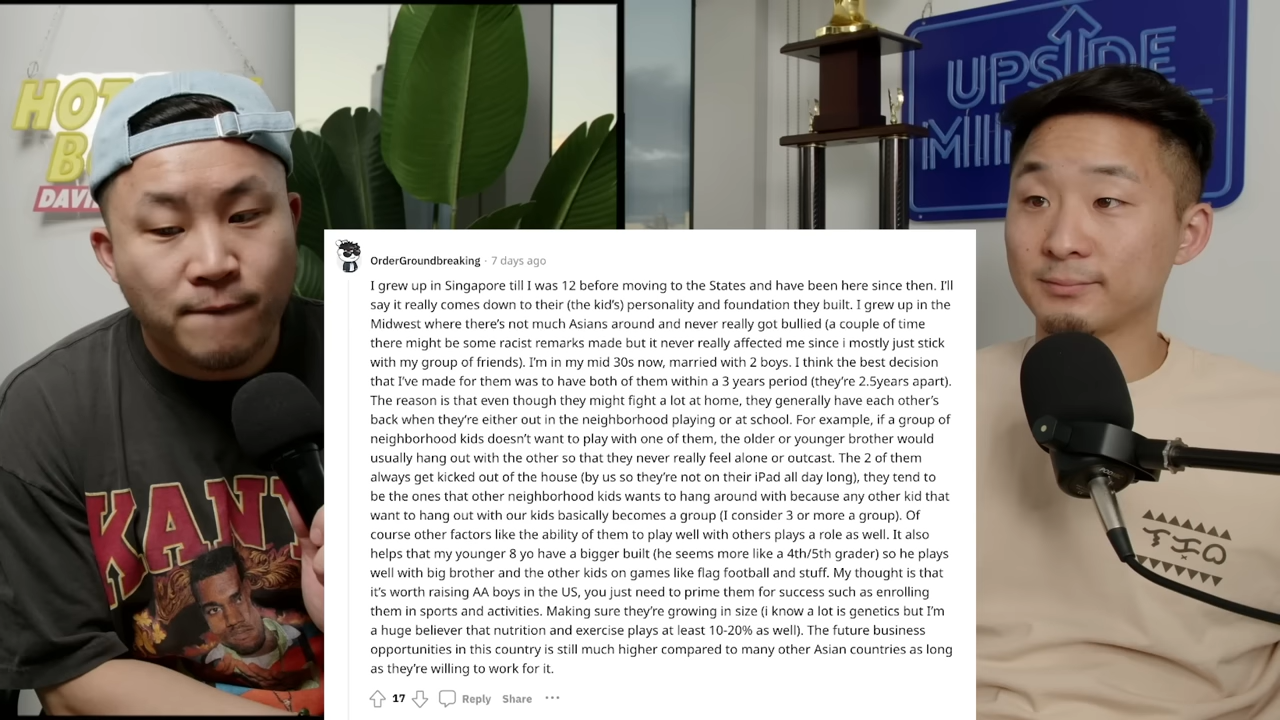 HOT
B
DAVI
UPSIDE
MIN
KANY
OrderGroundbreaking · 7 days ago
I grew up in Singapore till I was 12 before moving to the States and have been here since then. I'll
say it really comes down to their (the kid's) personality and foundation they built. I grew up in the
Midwest where there's not much Asians around and never really got bullied (a couple of time
there might be some racist remarks made but it never really affected me since i mostly just stick
with my group of friends). I'm in my mid 30s now, married with 2 boys. I think the best decision
that I've made for them was to have both of them within a 3 years period (they're 2.5years apart).
The reason is that even though they might fight a lot at home, they generally have each other's
back when they're either out in the neighborhood playing or at school. For example, if a group of
neighborhood kids doesn't want to play with one of them, the older or younger brother would
usually hang out with the other so that they never really feel alone or outcast. The 2 of them
always get kicked out of the house (by us so they're not on their iPad all day long), they tend to
be the ones that other neighborhood kids wants to hang around with because any other kid that
want to hang out with our kids basically becomes a group (I consider 3 or more a group). Of
course other factors like the ability of them to play well with others plays a role as well. It also
helps that my younger 8 yo have a bigger built (he seems more like a 4th/5th grader) so he plays
well with big brother and the other kids on games like flag football and stuff. My thought is that
it's worth raising AA boys in the US, you just need to prime them for success such as enrolling
them in sports and activities. Making sure they're growing in size (i know a lot is genetics but I'm
a huge believer that nutrition and exercise plays at least 10-20% as well). The future business
opportunities in this country is still much higher compared to many other Asian countries as long
as they're willing to work for it.
17 Reply Share ···